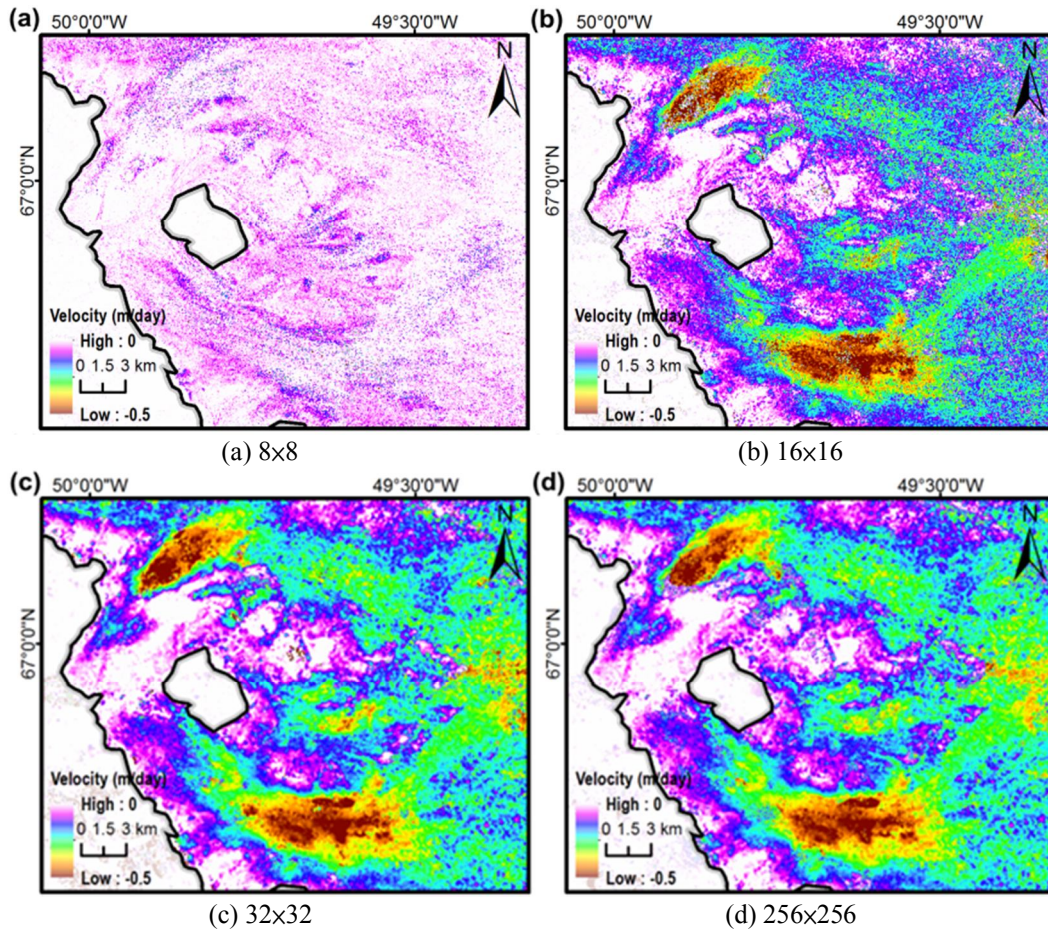 (a) 50°0'0"W 49°30'0"W
N
67°0'0"N
Velocity (m/day)
High : 0
0 1.5 3 km
Low : -0.5
(a) 8×8
(b) 50°0'0"W 49°30'0"W
N
67°0'0"N
Velocity (m/day)
High : 0
0 1.5 3 km
Low : -0.5
(b) 16×16
(c) 50°0'0"W 49°30'0"W
N
67°0'0"N
Velocity (m/day)
High : 0
0 1.5 3 km
Low : -0.5
(c) 32×32
(d) 50°0'0"W 49°30'0"W
N
67°0'0"N
Velocity (m/day)
High : 0
0 1.5 3 km
Low : -0.5
(d) 256×256